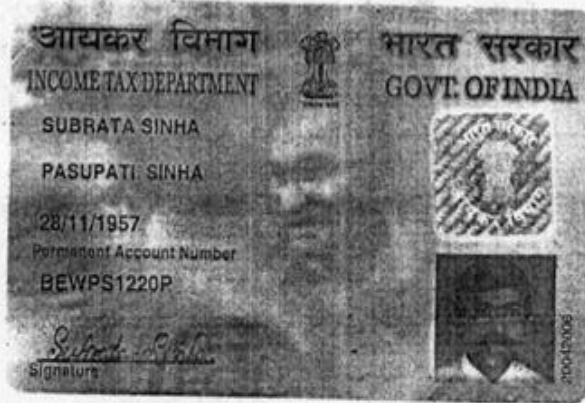 आयकर विभाग
भारत सरकार
INCOME TAX DEPARTMENT
GOVT. OF INDIA
SUBRATA SINHA
PASUPATI SINHA
28/11/1957
Permanent Account Number
BEWPS1220P
Signature